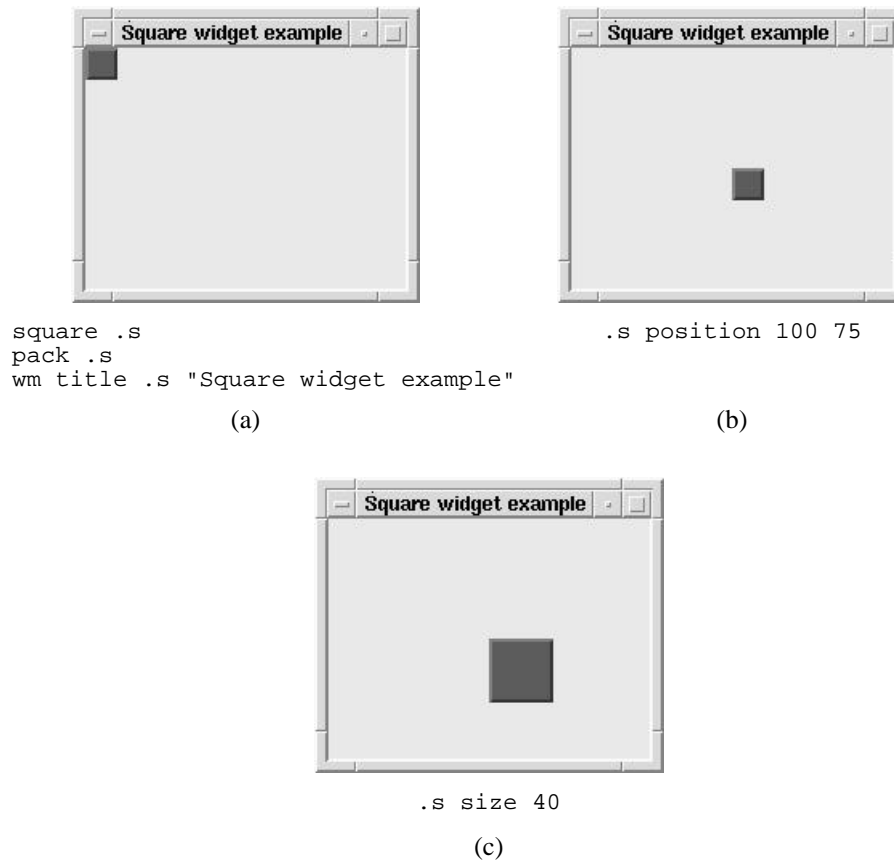 Square widget example
Square widget example
square .s
pack .s
wm title .s "Square widget example"
(a)
.s position 100 75
(b)
Square widget example
.s size 40
(c)